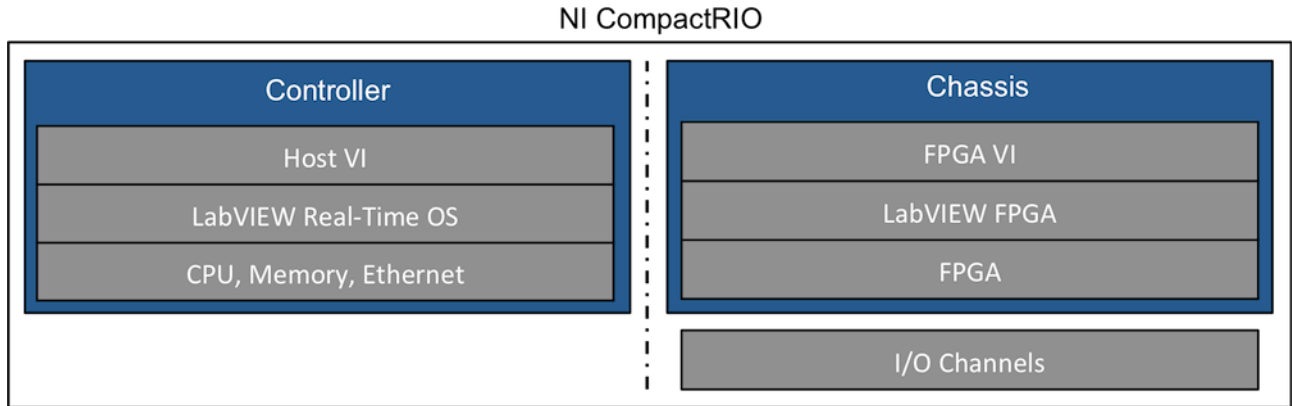 NI CompactRIO
Controller
Host VI
LabVIEW Real-Time OS
CPU, Memory, Ethernet
Chassis
FPGA VI
LabVIEW FPGA
FPGA
I/O Channels